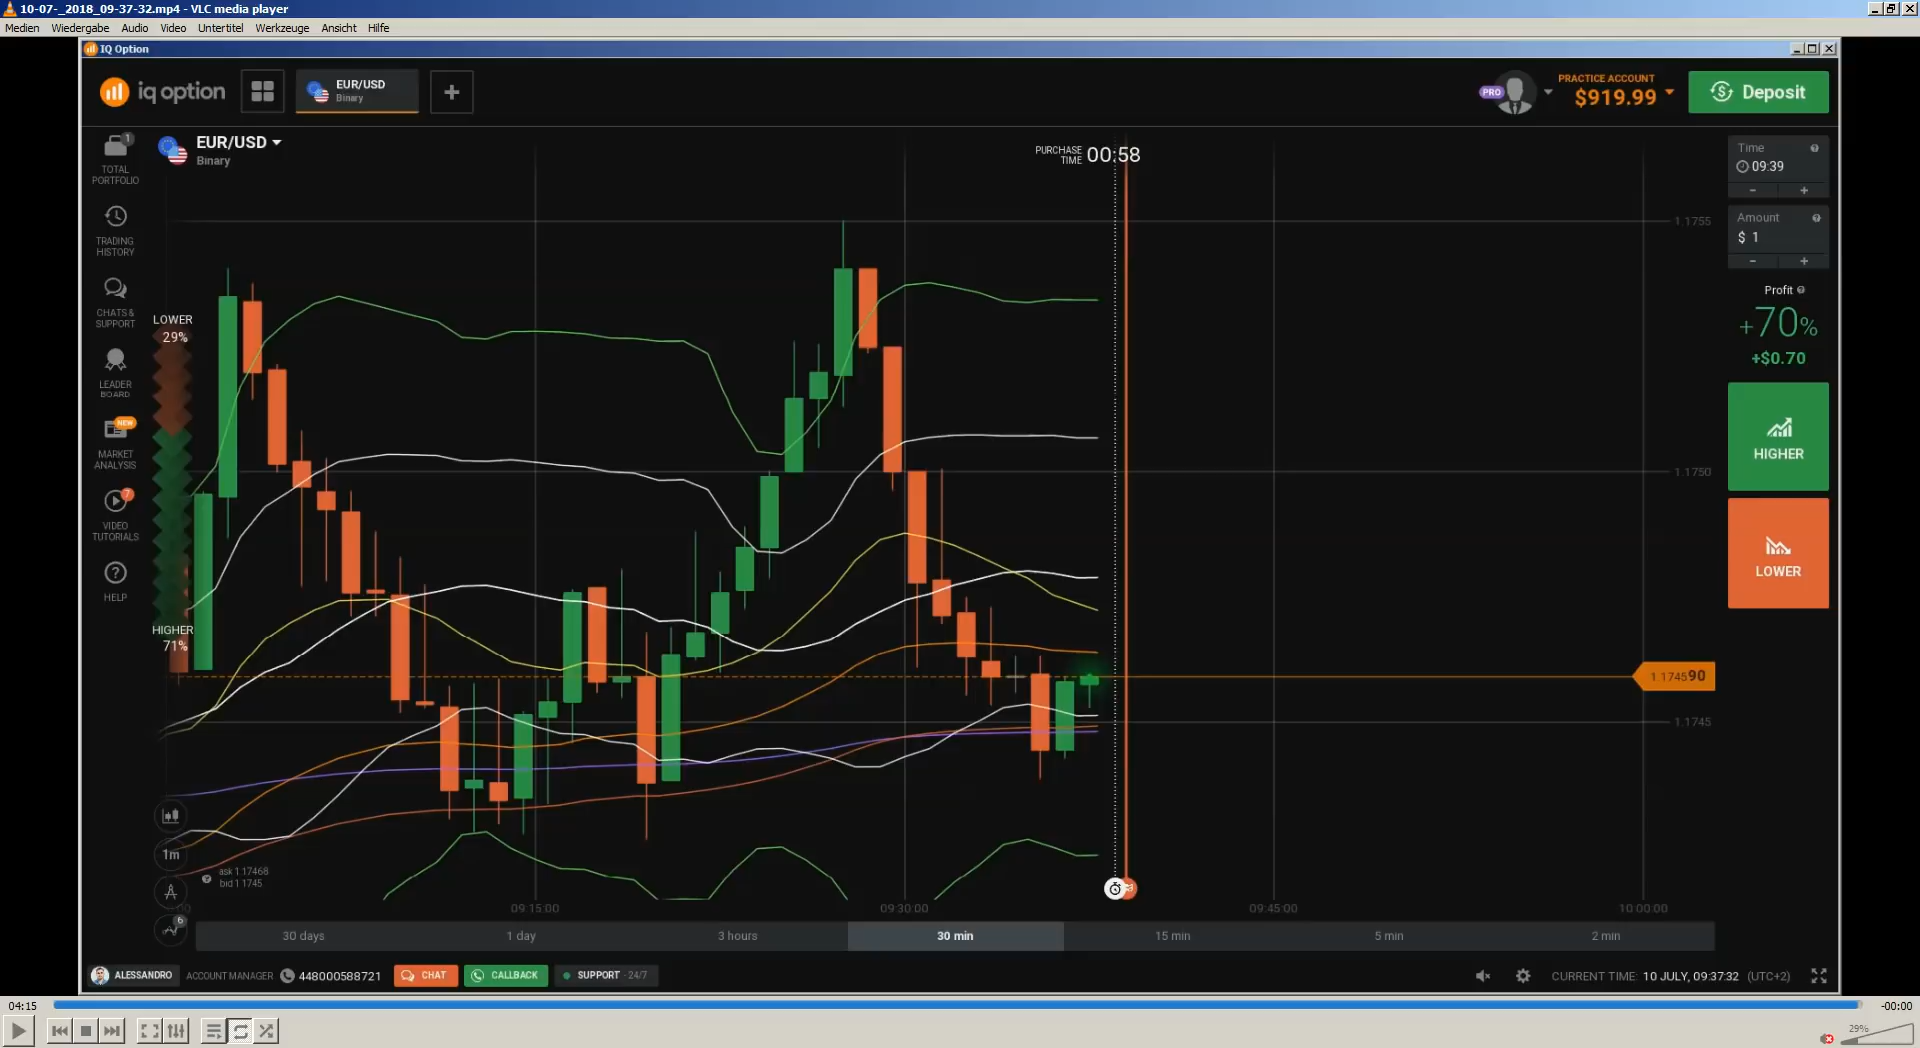 10-07-_2018_09-37-32.mp4 - VLC media player
Medien Wiedergabe Audio Video Untertitel Werkzeuge Ansicht Hilfe
IQ Option
iq option
EUR/USD
Binary
PRO
PRACTICE ACCOUNT
$919.99
Deposit
1
TOTAL
PORTFOLIO
EUR/USD
Binary
PURCHASE
TIME
00:58
Time
09:39
- +
1.1755
TRADING
HISTORY
Amount
$ 1
- +
CHATS &
SUPPORT
LOWER
29%
Profit
+70%
+$0.70
LEADER
BOARD
NEW
MARKET
ANALYSIS
HIGHER
1.1750
7
VIDEO
TUTORIALS
LOWER
HELP
HIGHER
71%
1.174590
1.1745
1m
ask 1.17468
bid 1.1745
6
09:15:00 09:30:00 09:45:00 10:00:00
30 days 1 day 3 hours 30 min 15 min 5 min 2 min
ALESSANDRO ACCOUNT MANAGER 448000588721 CHAT CALLBACK SUPPORT - 24/7
CURRENT TIME: 10 JULY, 09:37:32 (UTC+2)
04:15 -00:00
29%